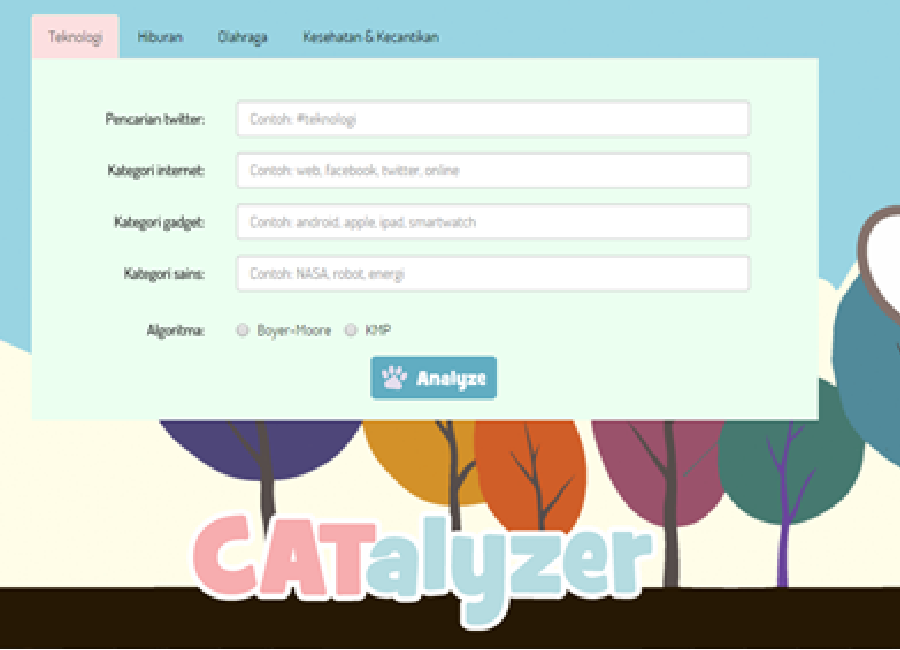 Teknologi Hiburan Olahraga Kesehatan & Kecantikan
Pencarian twitter: Contoh: #teknologi
Kategori internet: Contoh: web, facebook, twitter, online
Kategori gadget: Contoh: android, apple, ipad, smartwatch
Kategori sains: Contoh: NASA, robot, energi
Algoritma: Boyer-Moore KMP
Analyze
CATalyzer